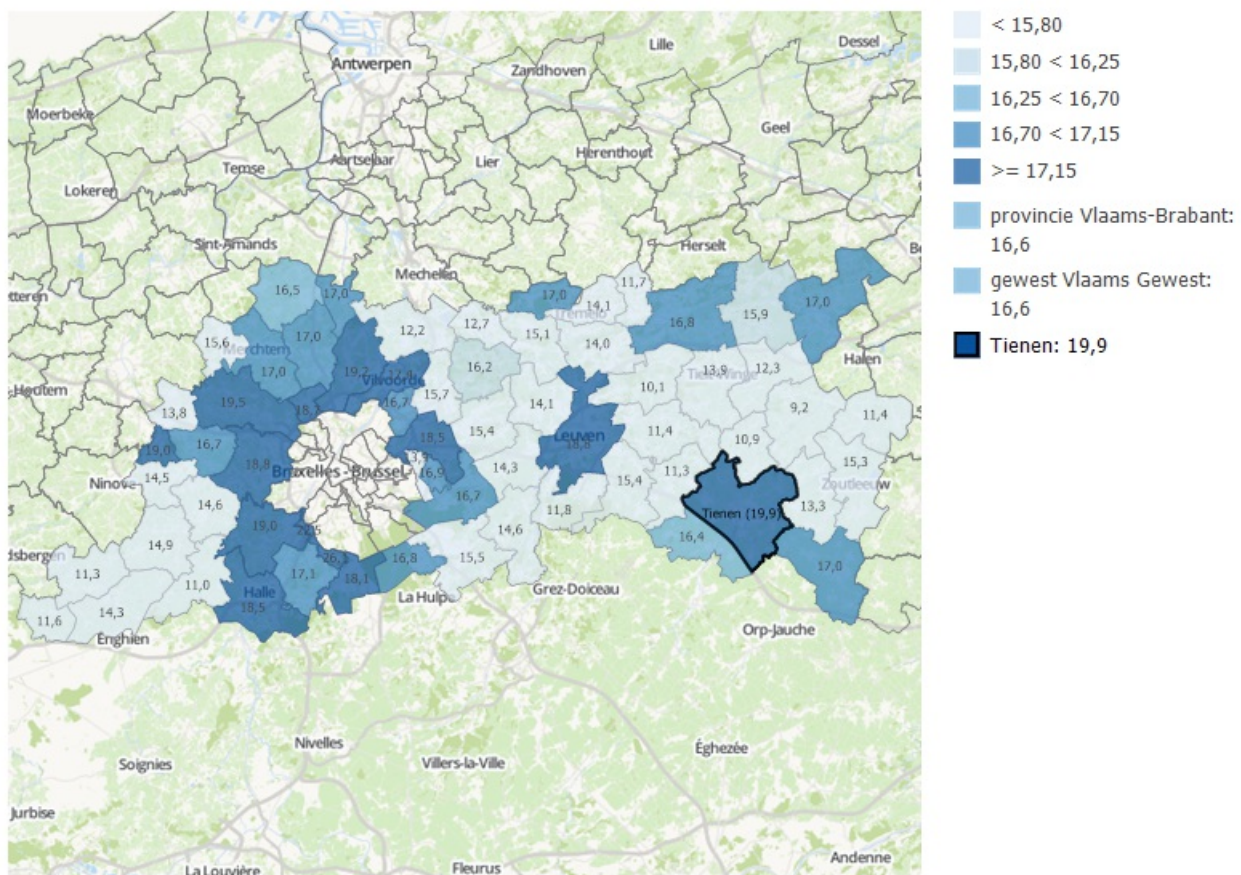 Lille
Dessel
Antwerpen
Zandhoven
Moerbeke
Geel
Aartselaar
Lier
Herenthout
Temse
Lokeren
Sint-Amands
Herselt
Mechelen
11,7
16,5
17,0
17,0
14,1
17,0
15,9
12,2
12,7
15,1
16,8
15,6
17,0
14,0
Halen
Merchtem
19,2
17,0
16,2
13,9
12,3
Vilvoorde
10,1
19,5
18,7
16,7
15,7
14,1
9,2
13,8
11,4
19,0
16,7
18,5
15,4
Leuven
18,8
11,4
10,9
18,8
Bruxelles - Brussel
16,9
14,3
11,3
15,3
Zoutleeuw
Ninove
14,5
15,4
14,6
16,7
11,8
Tienen (19,9)
13,3
19,0
14,6
16,4
14,9
15,5
16,8
17,0
11,3
11,0
17,1
18,1
Halle
18,5
La Hulpe
Grez-Doiceau
14,3
11,6
Enghien
Orp-Jauche
Nivelles
Soignies
Villers-la-Ville
Éghezée
Jurbise
La Louvière
Fleurus
Andenne
< 15,80
15,80 < 16,25
16,25 < 16,70
16,70 < 17,15
>= 17,15
provincie Vlaams-Brabant:
16,6
gewest Vlaams Gewest:
16,6
Tienen: 19,9